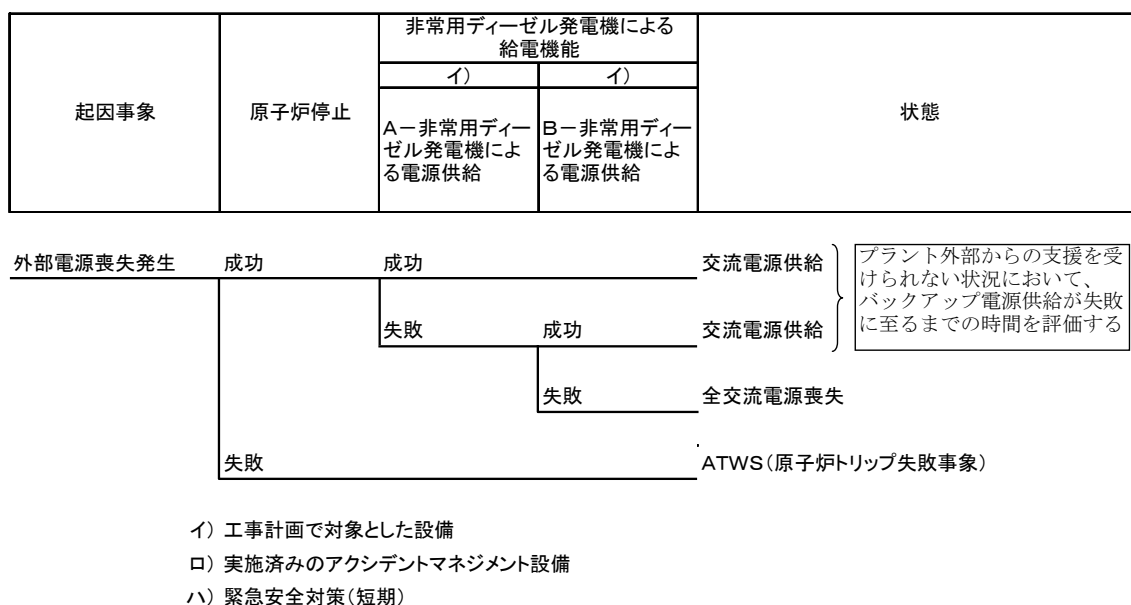 起因事象
原子炉停止
非常用ディーゼル発電機による
給電機能
イ）
イ）
A－非常用ディー
ゼル発電機によ
る電源供給
B－非常用ディー
ゼル発電機によ
る電源供給
状態
外部電源喪失発生
成功
成功
交流電源供給
プラント外部からの支援を受
けられない状況において、
バックアップ電源供給が失敗
に至るまでの時間を評価する
失敗
成功
交流電源供給
失敗
全交流電源喪失
失敗
ATWS（原子炉トリップ失敗事象）
イ） 工事計画で対象とした設備
ロ） 実施済みのアクシデントマネジメント設備
ハ） 緊急安全対策（短期）